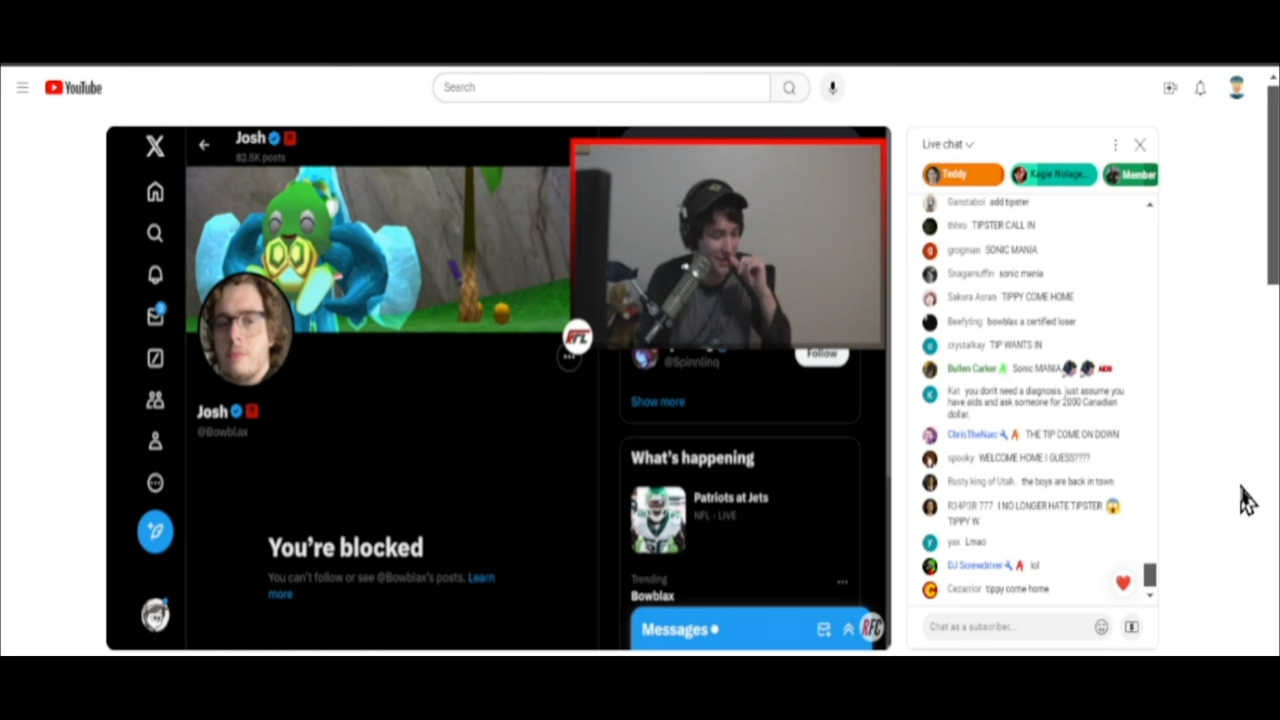 YouTube
Search
Josh
82.5K posts
Live chat
Teddy
Kagie Nolage...
Member
Ganstaboi add tipster
thhro TIPSTER CALL IN
grogman SONIC MANIA
Snagamuffin sonic mania
Sakura Asran TIPPY COME HOME
Beefyting bowblax a certified loser
crystalkay TIP WANTS IN
Bullen Carker Sonic MANIA
Kat you don't need a diagnosis. just assume you
have aids and ask someone for 2000 Canadian
dollar.
ChrisTheNarc THE TIP COME ON DOWN
spooky WELCOME HOME I GUESS????
Rusty king of Utah. the boys are back in town
R34P3R 777 I NO LONGER HATE TIPSTER
TIPPY W
yax Lmao
DJ Screwdriver lol
Cezarrior tippy come home
Chat as a subscriber...
@Spinnlinq
Follow
Show more
Josh
@Bowblax
What's happening
Patriots at Jets
NFL · LIVE
You're blocked
You can't follow or see @Bowblax's posts. Learn
more
Trending
Bowblax
Messages
RFC